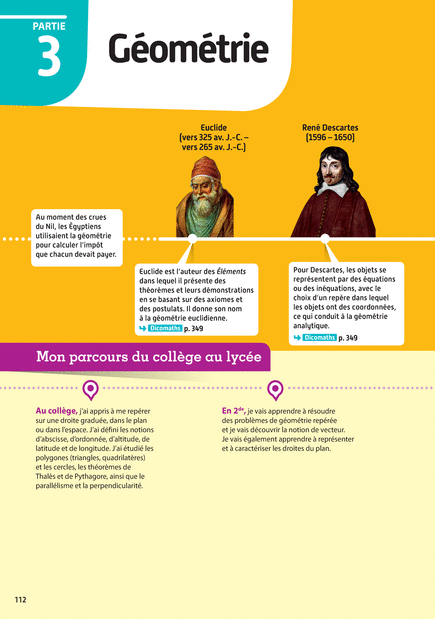 PARTIE
3
Géométrie
Euclide
(vers 325 av. J.-C. –
vers 265 av. J.-C.)
René Descartes
(1596 – 1650)
Au moment des crues
du Nil, les Égyptiens
utilisaient la géométrie
pour calculer l'impôt
que chacun devait payer.
Euclide est l'auteur des Éléments
dans lequel il présente des
théorèmes et leurs démonstrations
en se basant sur des axiomes et
des postulats. Il donne son nom
à la géométrie euclidienne.
Dicomaths p. 349
Pour Descartes, les objets se
représentent par des équations
ou des inéquations, avec le
choix d'un repère dans lequel
les objets ont des coordonnées,
ce qui conduit à la géométrie
analytique.
Dicomaths p. 349
Mon parcours du collège au lycée
Au collège, j'ai appris à me repérer
sur une droite graduée, dans le plan
ou dans l'espace. J'ai défini les notions
d'abscisse, d'ordonnée, d'altitude, de
latitude et de longitude. J'ai étudié les
polygones (triangles, quadrilatères)
et les cercles, les théorèmes de
Thalès et de Pythagore, ainsi que le
parallélisme et la perpendicularité.
En 2de, je vais apprendre à résoudre
des problèmes de géométrie repérée
et je vais découvrir la notion de vecteur.
Je vais également apprendre à représenter
et à caractériser les droites du plan.
112